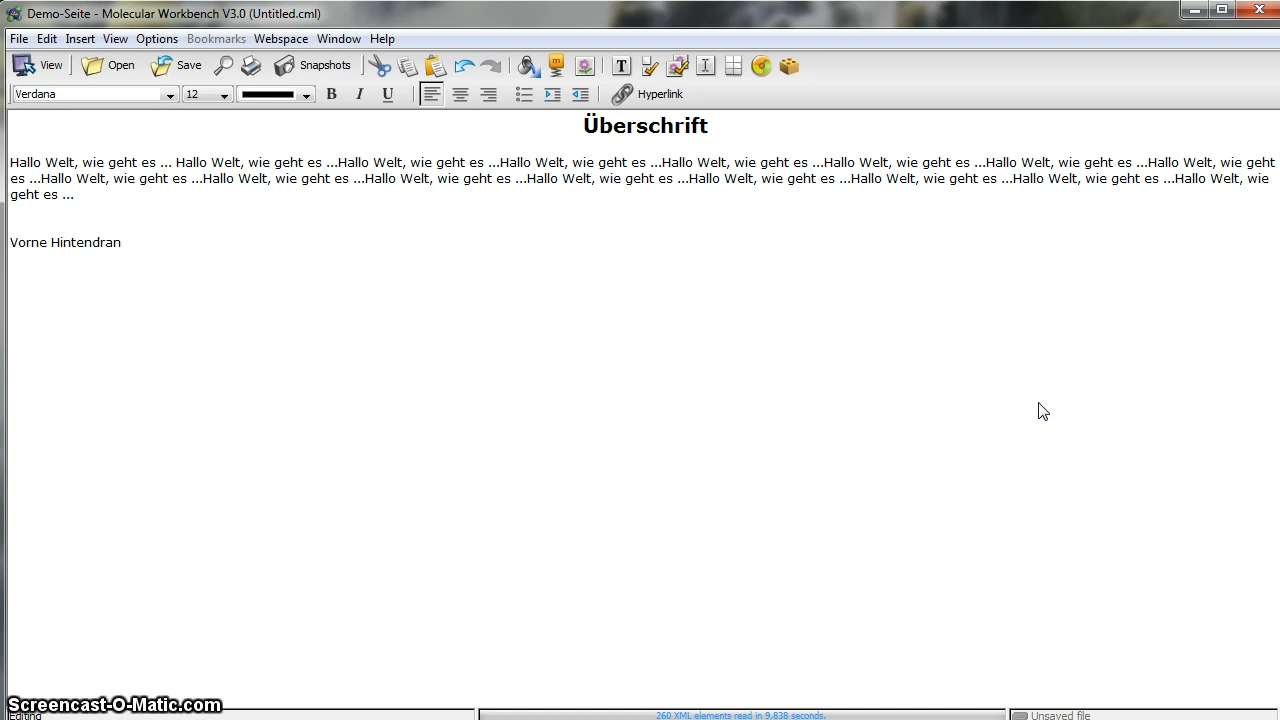 Demo-Seite - Molecular Workbench V3.0 (Untitled.cml)
File Edit Insert View Options Bookmarks Webspace Window Help
View Open Save Snapshots T
Verdana 12 B I U Hyperlink
Überschrift
Hallo Welt, wie geht es ... Hallo Welt, wie geht es ...Hallo Welt, wie geht es ...Hallo Welt, wie geht es ...Hallo Welt, wie geht es ...Hallo Welt, wie geht es ...Hallo Welt, wie geht es ...Hallo Welt, wie geht
es ...Hallo Welt, wie geht es ...Hallo Welt, wie geht es ...Hallo Welt, wie geht es ...Hallo Welt, wie geht es ...Hallo Welt, wie geht es ...Hallo Welt, wie geht es ...Hallo Welt, wie geht es ...Hallo Welt, wie
geht es ...
Vorne Hintendran
Screencast-O-Matic.com
Editing 260 XML elements read in 9,838 seconds. Unsaved file